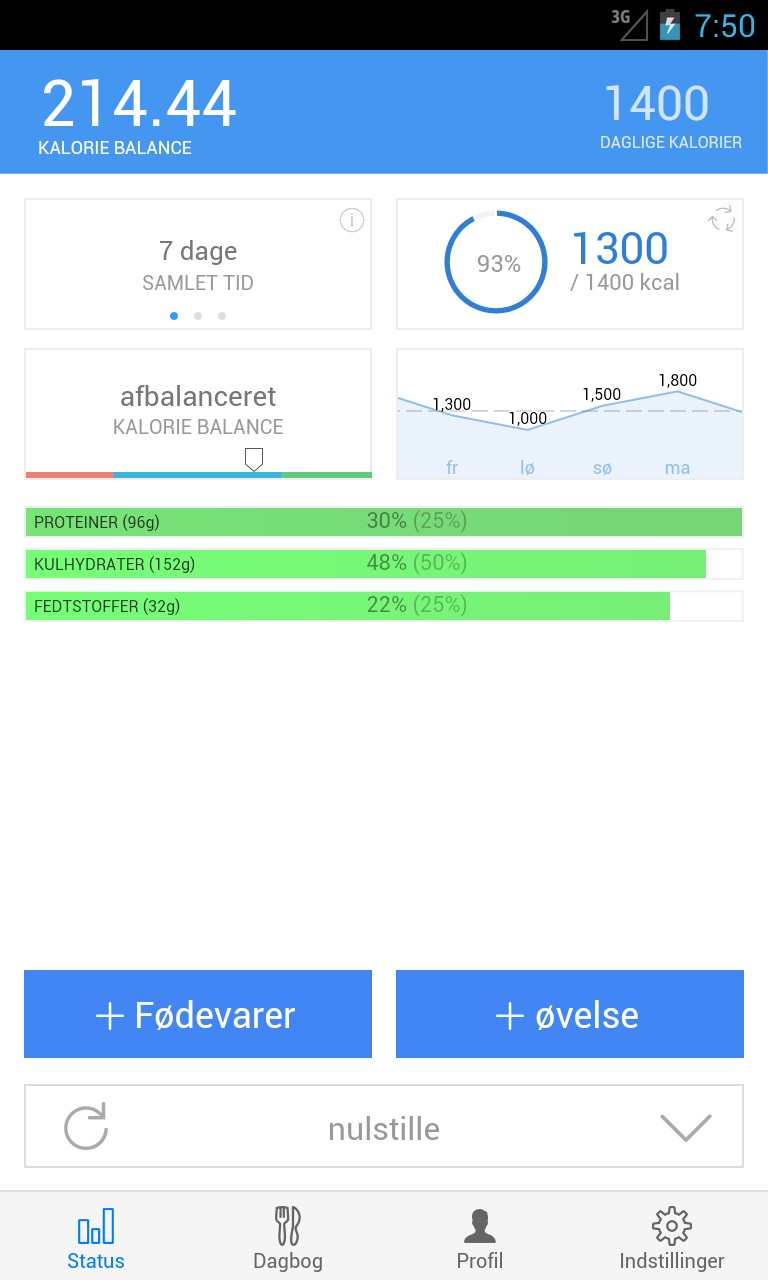 3G 7:50
214.44 1400
KALORIE BALANCE DAGLIGE KALORIER
7 dage
SAMLET TID
93% 1300
/ 1400 kcal
afbalanceret
KALORIE BALANCE
1,300 1,000 1,500 1,800
fr lø sø ma
PROTEINER (96g) 30% (25%)
KULHYDRATER (152g) 48% (50%)
FEDTSTOFFER (32g) 22% (25%)
+ Fødevarer + øvelse
nulstille
Status Dagbog Profil Indstillinger